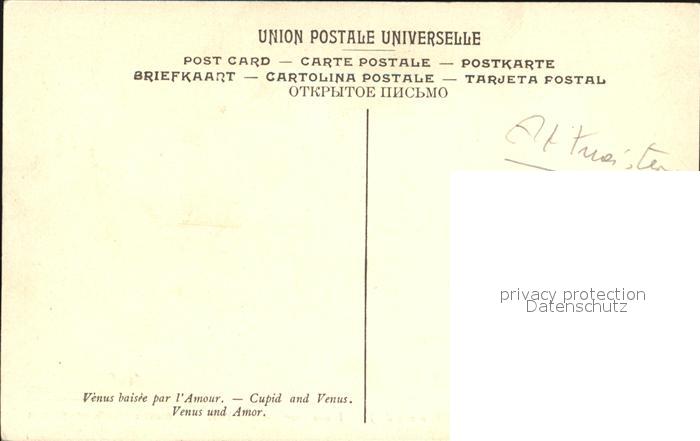 UNION POSTALE UNIVERSELLE
POST CARD — CARTE POSTALE — POSTKARTE
BRIEFKAART — CARTOLINA POSTALE — TARJETA POSTAL
ОТКРЫТОЕ ПИСЬМО
privacy protection
Datenschutz
Vénus baisée par l'Amour. — Cupid and Venus.
Venus und Amor.